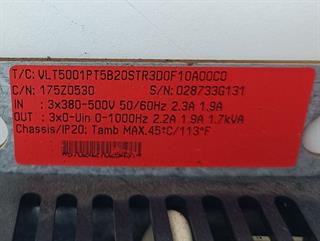 T/C: VLT5001PT5B20STR3D0F10A00C0
C/N: 175Z0530 S/N: 028733G131
IN : 3x380-500V 50/60Hz 2.3A 1.9A
OUT : 3x0-Uin 0-1000Hz 2.2A 1.9A 1.7kVA
Chassis/IP20: Tamb MAX.45°C/113°F